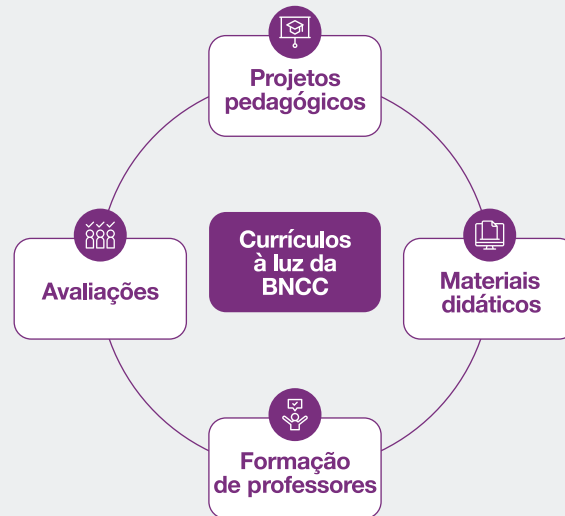 Projetos
pedagógicos
Currículos
à luz da
BNCC
Avaliações
Materiais
didáticos
Formação
de professores